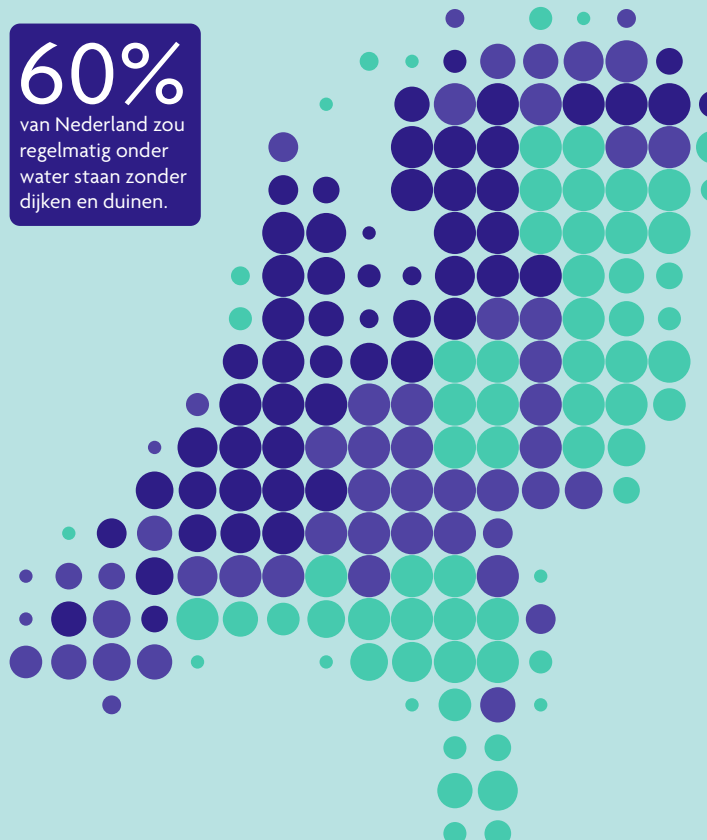 60%
van Nederland zou
regelmatig onder
water staan zonder
dijken en duinen.